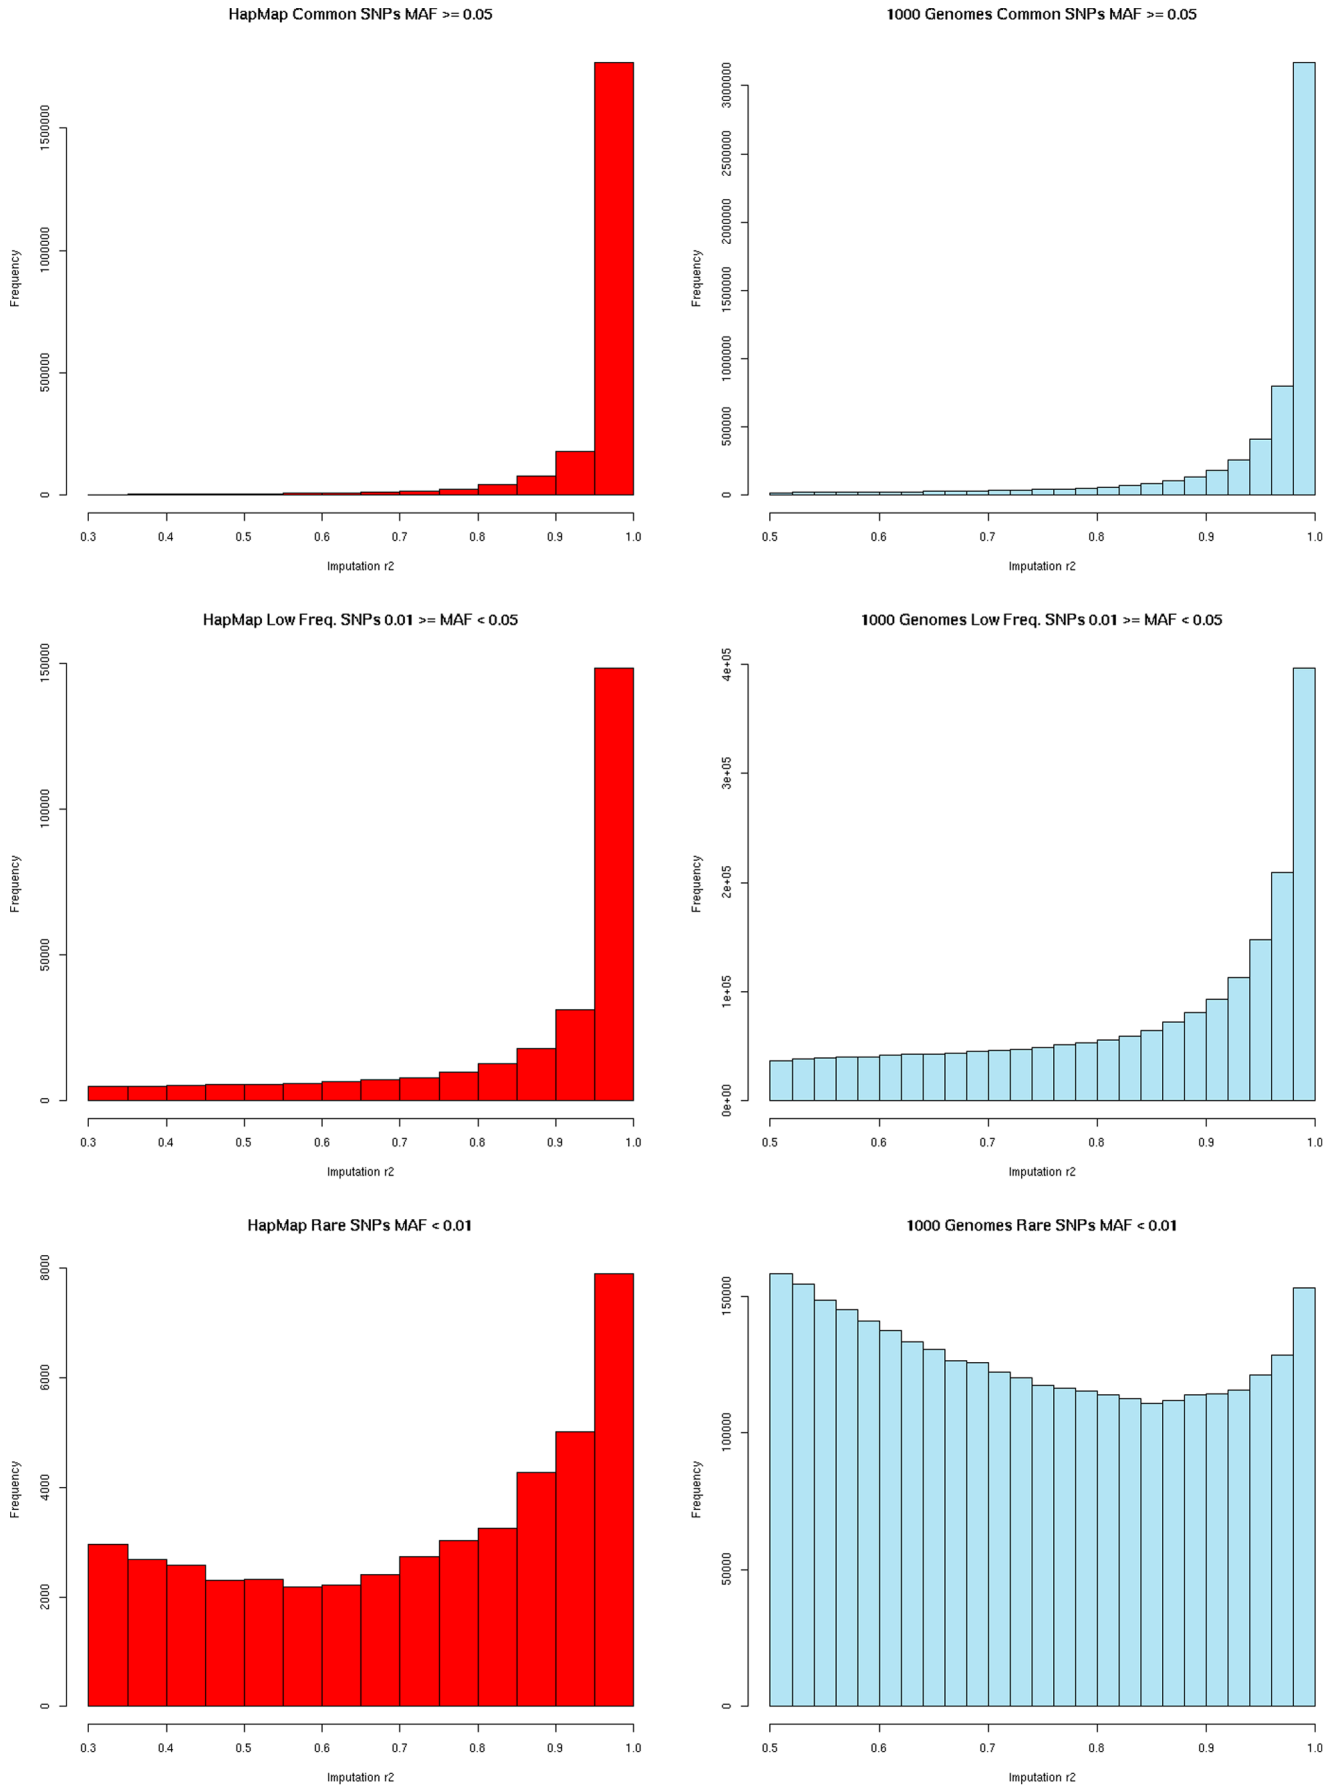 HapMap Common SNPs MAF >= 0.05
Frequency
0
500000
1000000
1500000
0.3 0.4 0.5 0.6 0.7 0.8 0.9 1.0
Imputation r2
1000 Genomes Common SNPs MAF >= 0.05
Frequency
0
500000
1000000
1500000
2000000
2500000
3000000
0.5 0.6 0.7 0.8 0.9 1.0
Imputation r2
HapMap Low Freq. SNPs 0.01 >= MAF < 0.05
Frequency
0
50000
100000
150000
0.3 0.4 0.5 0.6 0.7 0.8 0.9 1.0
Imputation r2
1000 Genomes Low Freq. SNPs 0.01 >= MAF < 0.05
Frequency
0e+00
1e+05
2e+05
3e+05
4e+05
0.5 0.6 0.7 0.8 0.9 1.0
Imputation r2
HapMap Rare SNPs MAF < 0.01
Frequency
0
2000
4000
6000
8000
0.3 0.4 0.5 0.6 0.7 0.8 0.9 1.0
Imputation r2
1000 Genomes Rare SNPs MAF < 0.01
Frequency
0
50000
100000
150000
0.5 0.6 0.7 0.8 0.9 1.0
Imputation r2